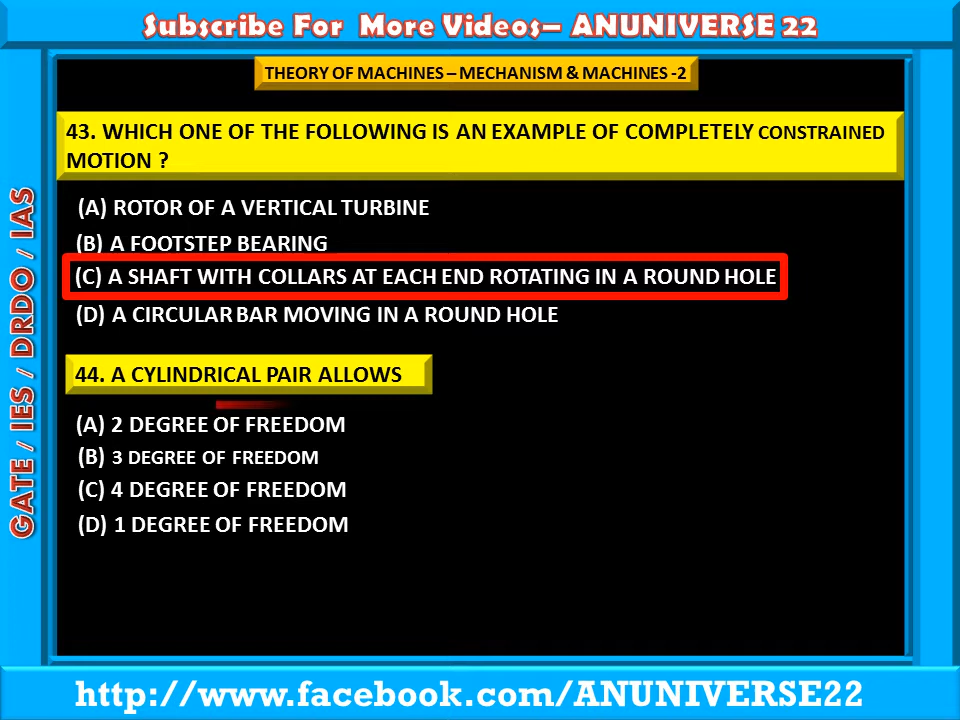 Subscribe For More Videos– ANUNIVERSE 22
THEORY OF MACHINES – MECHANISM & MACHINES -2
43. WHICH ONE OF THE FOLLOWING IS AN EXAMPLE OF COMPLETELY CONSTRAINED
MOTION ?
(A) ROTOR OF A VERTICAL TURBINE
(B) A FOOTSTEP BEARING
(C) A SHAFT WITH COLLARS AT EACH END ROTATING IN A ROUND HOLE
(D) A CIRCULAR BAR MOVING IN A ROUND HOLE
44. A CYLINDRICAL PAIR ALLOWS
(A) 2 DEGREE OF FREEDOM
(B) 3 DEGREE OF FREEDOM
(C) 4 DEGREE OF FREEDOM
(D) 1 DEGREE OF FREEDOM
GATE / IES / DRDO / IAS
http://www.facebook.com/ANUNIVERSE22